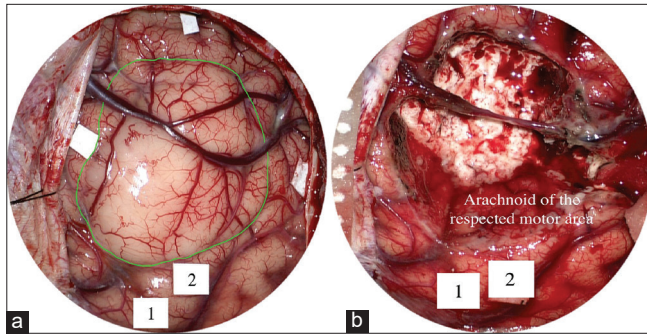 2
1
a
Arachnoid of the
respected motor area
1
2
b